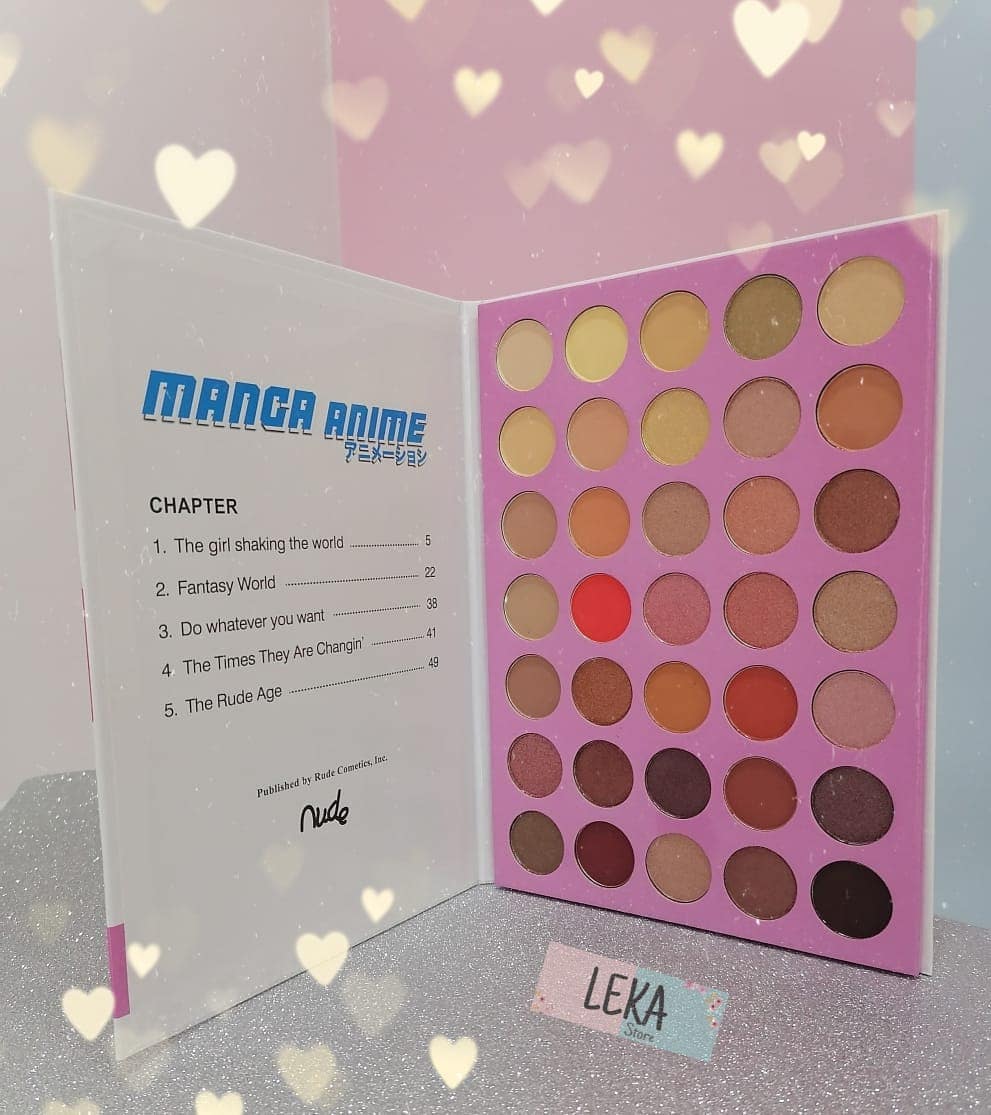 MANGA ANIME
アニメーション
CHAPTER
1. The girl shaking the world ........................ 5
2. Fantasy World ........................ 22
3. Do whatever you want ........................ 38
4. The Times They Are Changin' ........................ 41
5. The Rude Age ........................ 49
Published by Rude Cometics, Inc.
rude
LEKA
Store